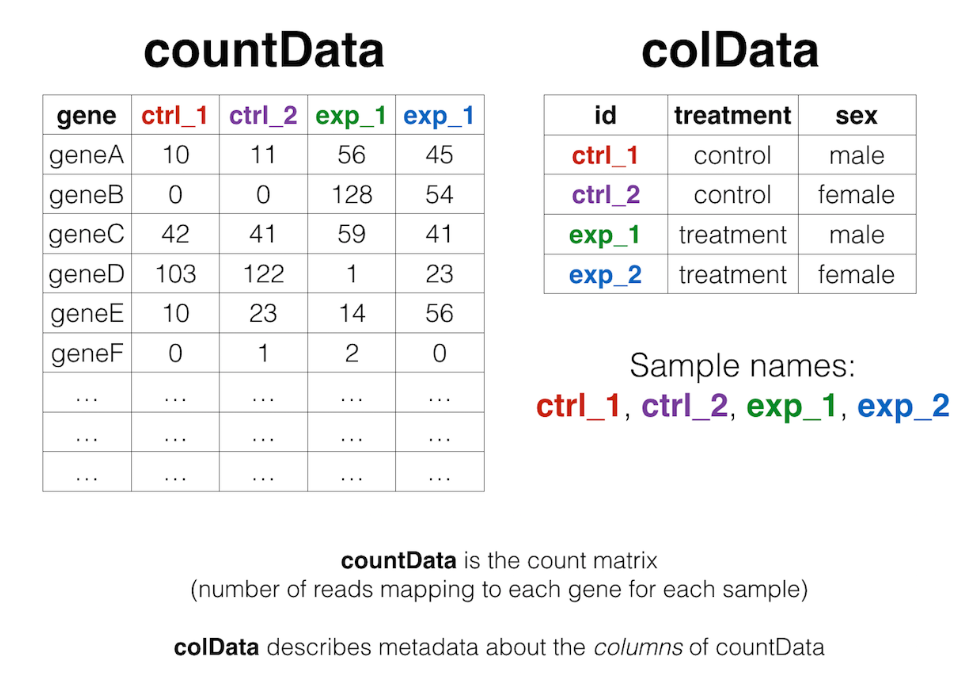 countData
colData
gene ctrl_1 ctrl_2 exp_1 exp_1
geneA 10 11 56 45
geneB 0 0 128 54
geneC 42 41 59 41
geneD 103 122 1 23
geneE 10 23 14 56
geneF 0 1 2 0
... ... ... ... ...
... ... ... ... ...
... ... ... ... ...
id treatment sex
ctrl_1 control male
ctrl_2 control female
exp_1 treatment male
exp_2 treatment female
Sample names:
ctrl_1, ctrl_2, exp_1, exp_2
countData is the count matrix
(number of reads mapping to each gene for each sample)
colData describes metadata about the columns of countData